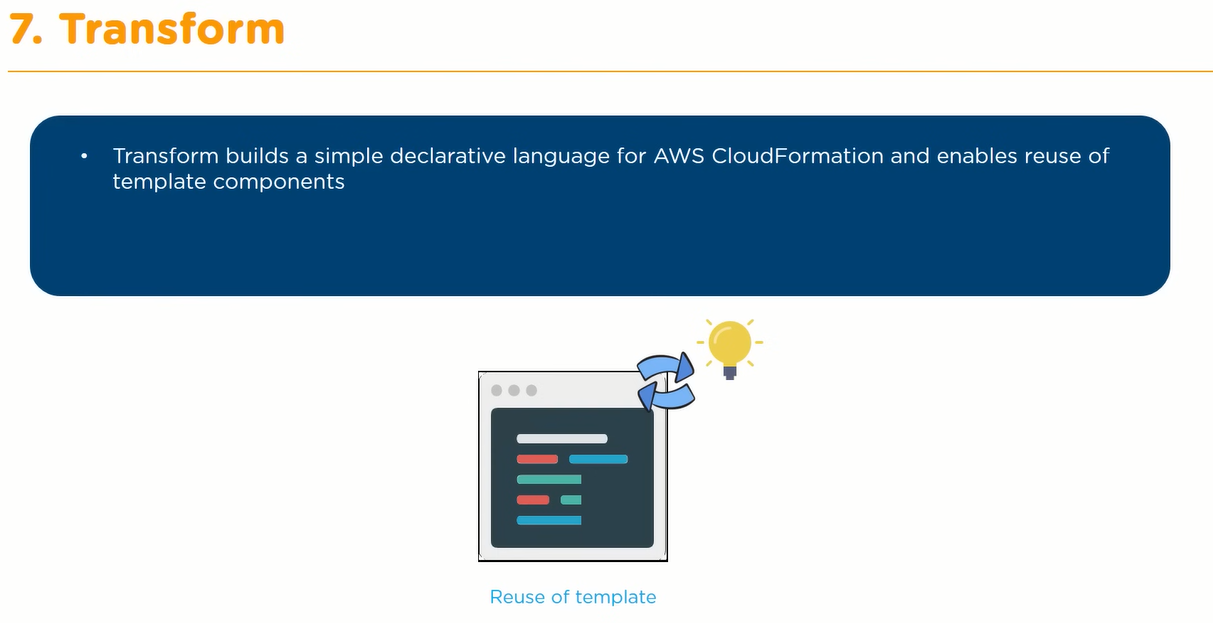 7. Transform
• Transform builds a simple declarative language for AWS CloudFormation and enables reuse of
template components
Reuse of template